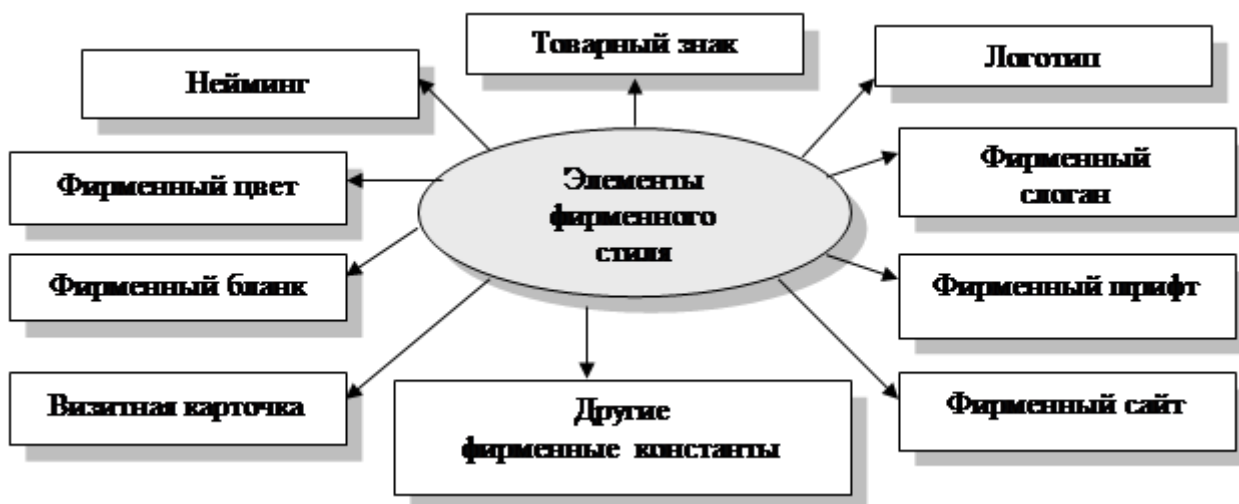 Товарный знак
Логотип
Нейминг
Фирменный
слоган
Фирменный цвет
Элементы
фирменного
стиля
Фирменный бланк
Фирменный шрифт
Визитная карточка
Другие
фирменные константы
Фирменный сайт